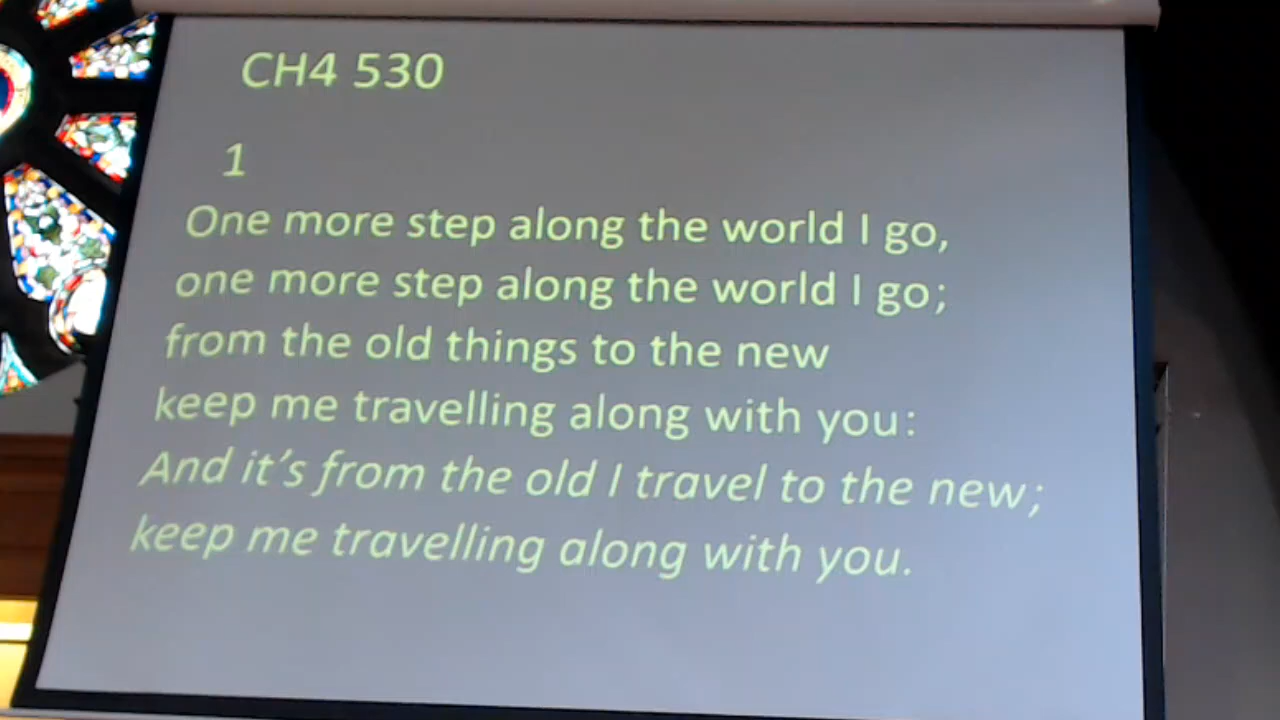 CH4 530
1
One more step along the world I go,
one more step along the world I go;
from the old things to the new
keep me travelling along with you:
And it's from the old I travel to the new;
keep me travelling along with you.